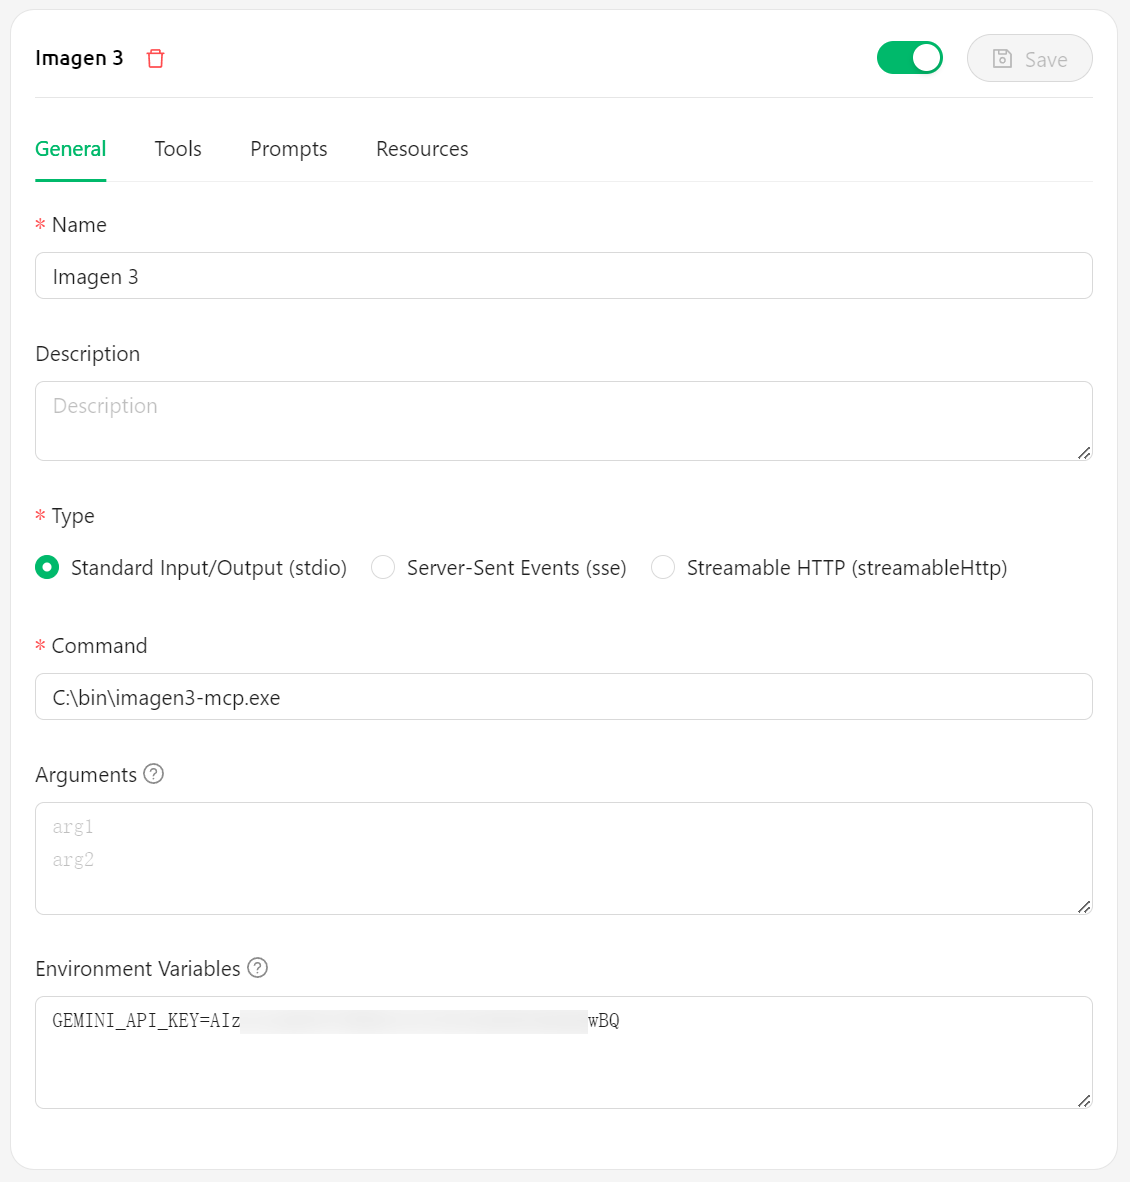 Imagen 3
Save
General Tools Prompts Resources
* Name
Imagen 3
Description
Description
* Type
Standard Input/Output (stdio) Server-Sent Events (sse) Streamable HTTP (streamableHttp)
* Command
C:\bin\imagen3-mcp.exe
Arguments ?
arg1
arg2
Environment Variables ?
GEMINI_API_KEY=AIz wBQ